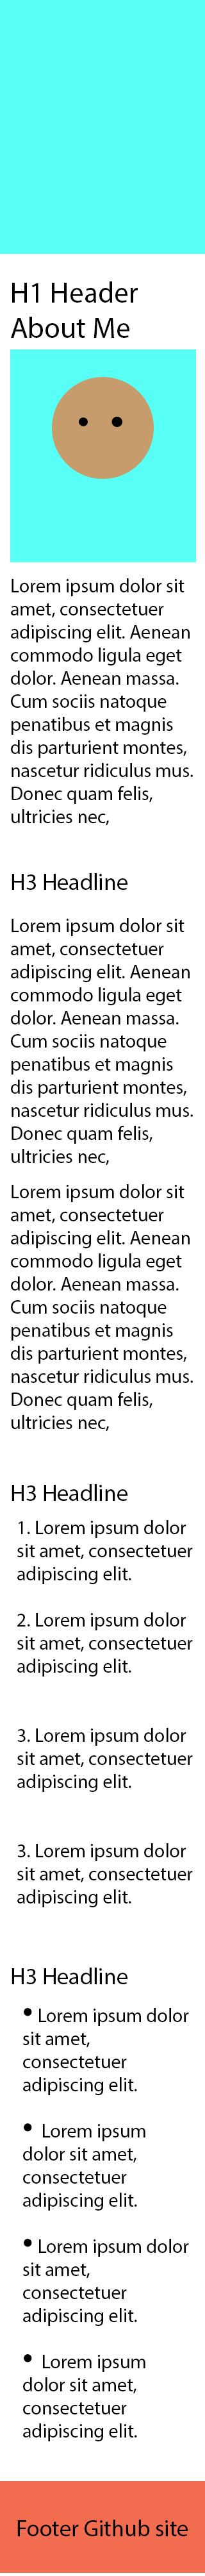 H1 Header
About Me
Lorem ipsum dolor sit
amet, consectetuer
adipiscing elit. Aenean
commodo ligula eget
dolor. Aenean massa.
Cum sociis natoque
penatibus et magnis
dis parturient montes,
nascetur ridiculus mus.
Donec quam felis,
ultricies nec,
H3 Headline
Lorem ipsum dolor sit
amet, consectetuer
adipiscing elit. Aenean
commodo ligula eget
dolor. Aenean massa.
Cum sociis natoque
penatibus et magnis
dis parturient montes,
nascetur ridiculus mus.
Donec quam felis,
ultricies nec,
Lorem ipsum dolor sit
amet, consectetuer
adipiscing elit. Aenean
commodo ligula eget
dolor. Aenean massa.
Cum sociis natoque
penatibus et magnis
dis parturient montes,
nascetur ridiculus mus.
Donec quam felis,
ultricies nec,
H3 Headline
1. Lorem ipsum dolor
sit amet, consectetuer
adipiscing elit.
2. Lorem ipsum dolor
sit amet, consectetuer
adipiscing elit.
3. Lorem ipsum dolor
sit amet, consectetuer
adipiscing elit.
3. Lorem ipsum dolor
sit amet, consectetuer
adipiscing elit.
H3 Headline
• Lorem ipsum dolor
sit amet,
consectetuer
adipiscing elit.
• Lorem ipsum
dolor sit amet,
consectetuer
adipiscing elit.
• Lorem ipsum dolor
sit amet,
consectetuer
adipiscing elit.
• Lorem ipsum
dolor sit amet,
consectetuer
adipiscing elit.
Footer Github site